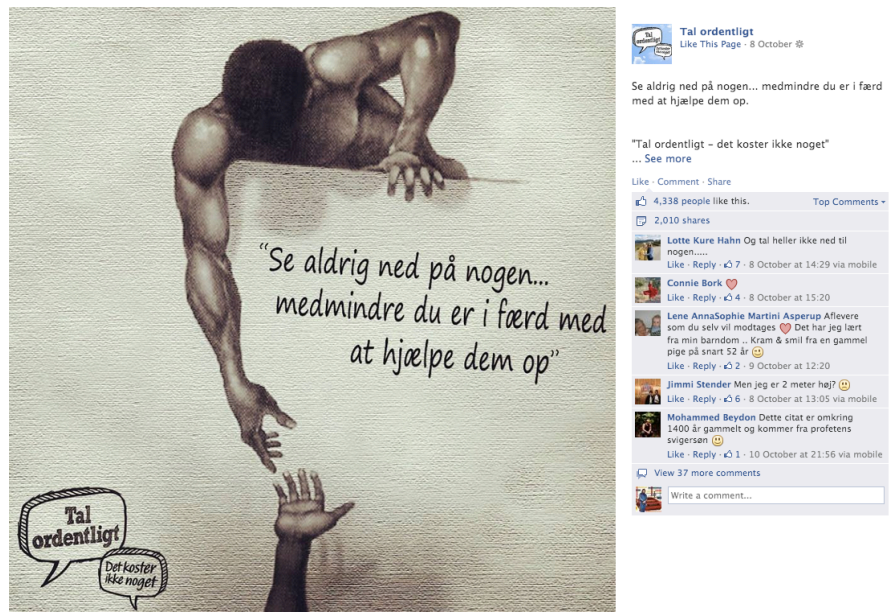 "Se aldrig ned på nogen...
medmindre du er i færd med
at hjælpe dem op"
Tal
ordentligt
Det koster
ikke noget
Tal
ordentligt
Det koster
ikke noget
Tal ordentligt
Like This Page · 8 October
Se aldrig ned på nogen... medmindre du er i færd
med at hjælpe dem op.
"Tal ordentligt – det koster ikke noget"
... See more
Like · Comment · Share
4,338 people like this.
Top Comments
2,010 shares
Lotte Kure Hahn Og tal heller ikke ned til
nogen.....
Like · Reply · 7 · 8 October at 14:29 via mobile
Connie Bork
Like · Reply · 4 · 8 October at 15:20
Lene AnnaSophie Martini Asperup Aflevere
som du selv vil modtages Det har jeg lært
fra min barndom .. Kram & smil fra en gammel
pige på snart 52 år
Like · Reply · 2 · 9 October at 12:20
Jimmi Stender Men jeg er 2 meter høj?
Like · Reply · 6 · 8 October at 13:05 via mobile
Mohammed Beydon Dette citat er omkring
1400 år gammelt og kommer fra profetens
svigersøn
Like · Reply · 1 · 10 October at 21:56 via mobile
View 37 more comments
Write a comment...